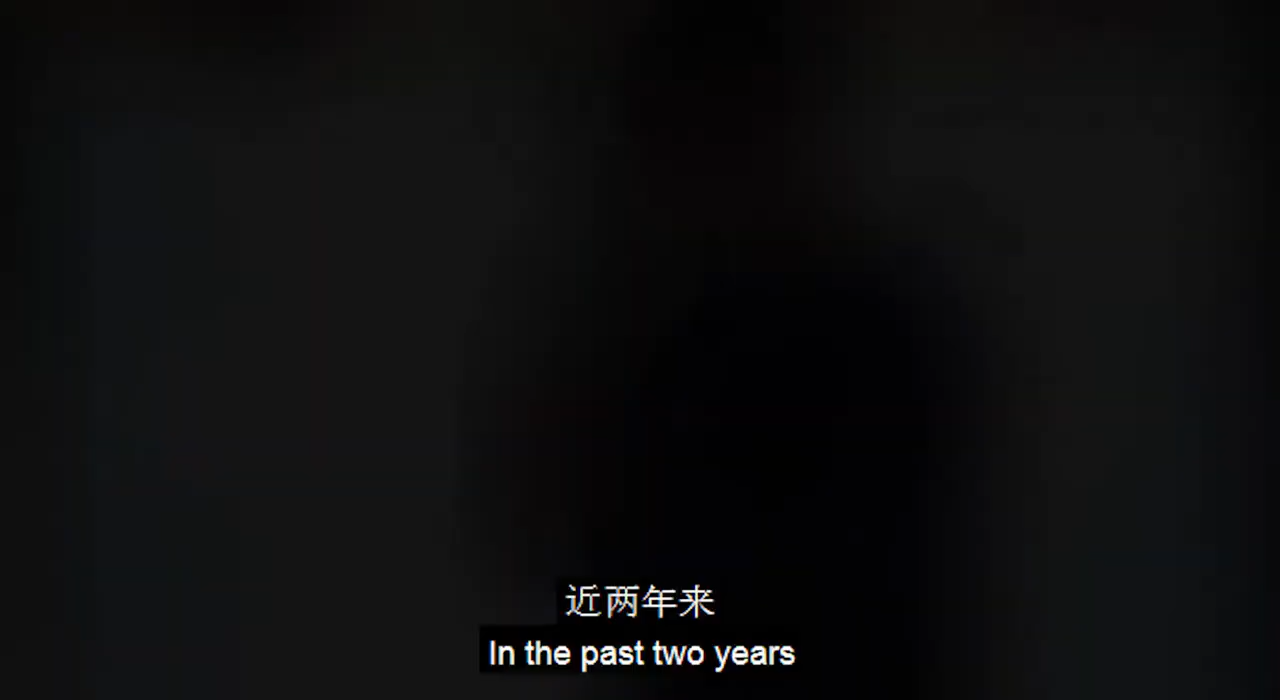 近两年来
In the past two years